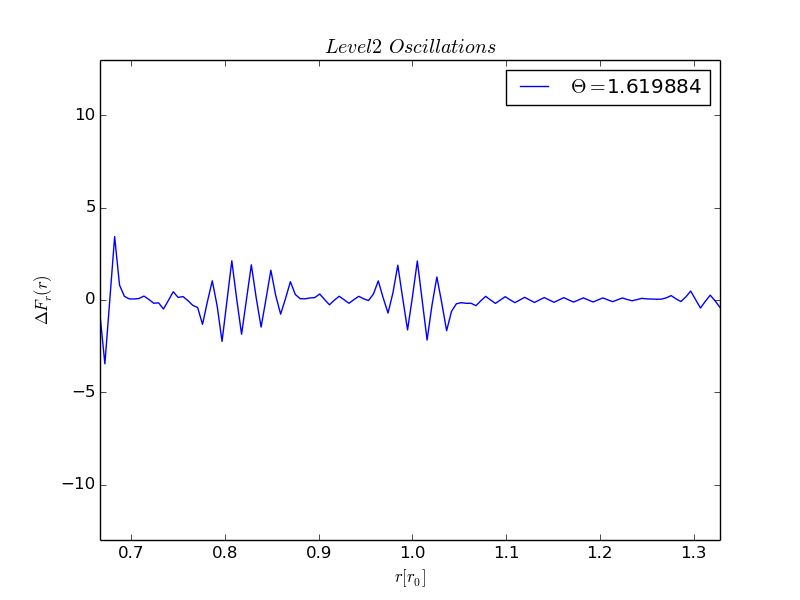 Level2 Oscillations
Θ=1.619884
10
5
0
−5
−10
ΔF_r(r)
0.7 0.8 0.9 1.0 1.1 1.2 1.3
r[r_0]